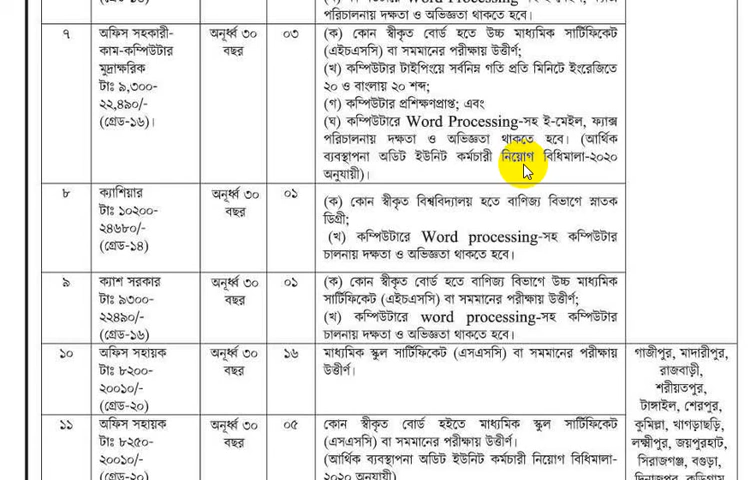 (গ্রেড-১৬)
পরিচালনায় দক্ষতা ও অভিজ্ঞতা থাকতে হবে।
৭
অফিস সহকারী-
কাম-কম্পিউটার
মুদ্রাক্ষরিক
টাঃ ৯,৩০০-
২২,৪৯০/-
(গ্রেড-১৬)।
অনূর্ধ্ব ৩০
বছর
০৩
(ক) কোন স্বীকৃত বোর্ড হতে উচ্চ মাধ্যমিক সার্টিফিকেট
(এইচএসসি) বা সমমানের পরীক্ষায় উত্তীর্ণ;
(খ) কম্পিউটার টাইপিংয়ে সর্বনিম্ন গতি প্রতি মিনিটে ইংরেজিতে
২০ ও বাংলায় ২০ শব্দ;
(গ) কম্পিউটার প্রশিক্ষণপ্রাপ্ত; এবং
(ঘ) কম্পিউটারে Word Processing-সহ ই-মেইল, ফ্যাক্স
পরিচালনায় দক্ষতা ও অভিজ্ঞতা থাকতে হবে। (আর্থিক
ব্যবস্থাপনা অডিট ইউনিট কর্মচারী নিয়োগ বিধিমালা-২০২০
অনুযায়ী)।
৮
ক্যাশিয়ার
টাঃ ১০২০০-
২৪৬৮০/-
(গ্রেড-১৪)
অনূর্ধ্ব ৩০
বছর
০১
(ক) কোন স্বীকৃত বিশ্ববিদ্যালয় হতে বাণিজ্য বিভাগে স্নাতক
ডিগ্রী;
(খ) কম্পিউটারে Word processing-সহ কম্পিউটার
চালনায় দক্ষতা ও অভিজ্ঞতা থাকতে হবে।
৯
ক্যাশ সরকার
টাঃ ৯৩০০-
২২৪৯০/-
(গ্রেড-১৬)
অনূর্ধ্ব ৩০
বছর
০১
(ক) কোন স্বীকৃত বোর্ড হতে বাণিজ্য বিভাগে উচ্চ মাধ্যমিক
সার্টিফিকেট (এইচএসসি) বা সমমানের পরীক্ষায় উত্তীর্ণ;
(খ) কম্পিউটারে word processing-সহ কম্পিউটার
চালনায় দক্ষতা ও অভিজ্ঞতা থাকতে হবে।
১০
অফিস সহায়ক
টাঃ ৮২০০-
২০০১০/-
(গ্রেড-২০)
অনূর্ধ্ব ৩০
বছর
১৬
মাধ্যমিক স্কুল সার্টিফিকেট (এসএসসি) বা সমমানের পরীক্ষায়
উত্তীর্ণ।
গাজীপুর, মাদারীপুর,
রাজবাড়ী,
শরীয়তপুর,
টাঙ্গাইল, শেরপুর,
কুমিল্লা, খাগড়াছড়ি,
লক্ষ্মীপুর, জয়পুরহাট,
সিরাজগঞ্জ, বগুড়া,
দিনাজপুর, কুড়িগ্রাম
১১
অফিস সহায়ক
টাঃ ৮২৫০-
২০০১০/-
(গ্রেড-২০)
অনূর্ধ্ব ৩০
বছর
০৫
কোন স্বীকৃত বোর্ড হইতে মাধ্যমিক স্কুল সার্টিফিকেট
(এসএসসি) বা সমমানের পরীক্ষায় উত্তীর্ণ।
(আর্থিক ব্যবস্থাপনা অডিট ইউনিট কর্মচারী নিয়োগ বিধিমালা-
২০২০ অনুযায়ী)